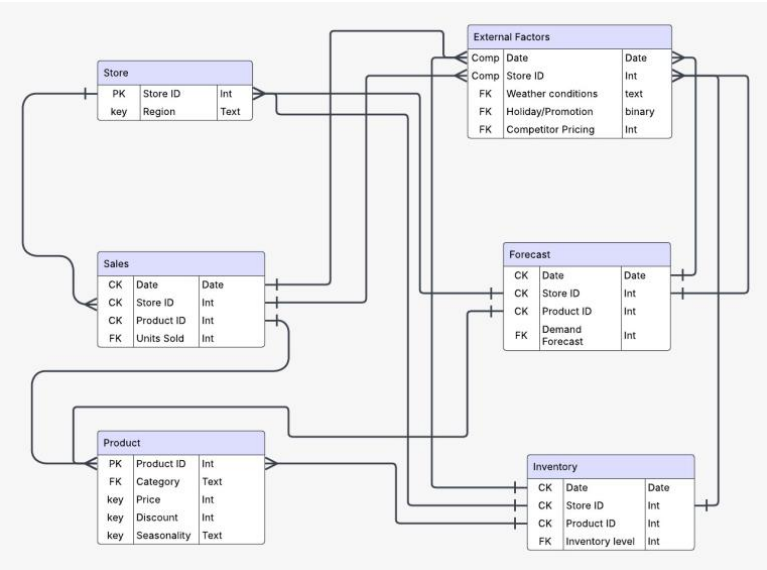 External Factors
Comp Date Date
Comp Store ID Int
FK Weather conditions text
FK Holiday/Promotion binary
FK Competitor Pricing Int
Store
PK Store ID Int
key Region Text
Sales
CK Date Date
CK Store ID Int
CK Product ID Int
FK Units Sold Int
Forecast
CK Date Date
CK Store ID Int
CK Product ID Int
FK Demand
Forecast Int
Product
PK Product ID Int
FK Category Text
key Price Int
key Discount Int
key Seasonality Text
Inventory
CK Date Date
CK Store ID Int
CK Product ID Int
FK Inventory level Int